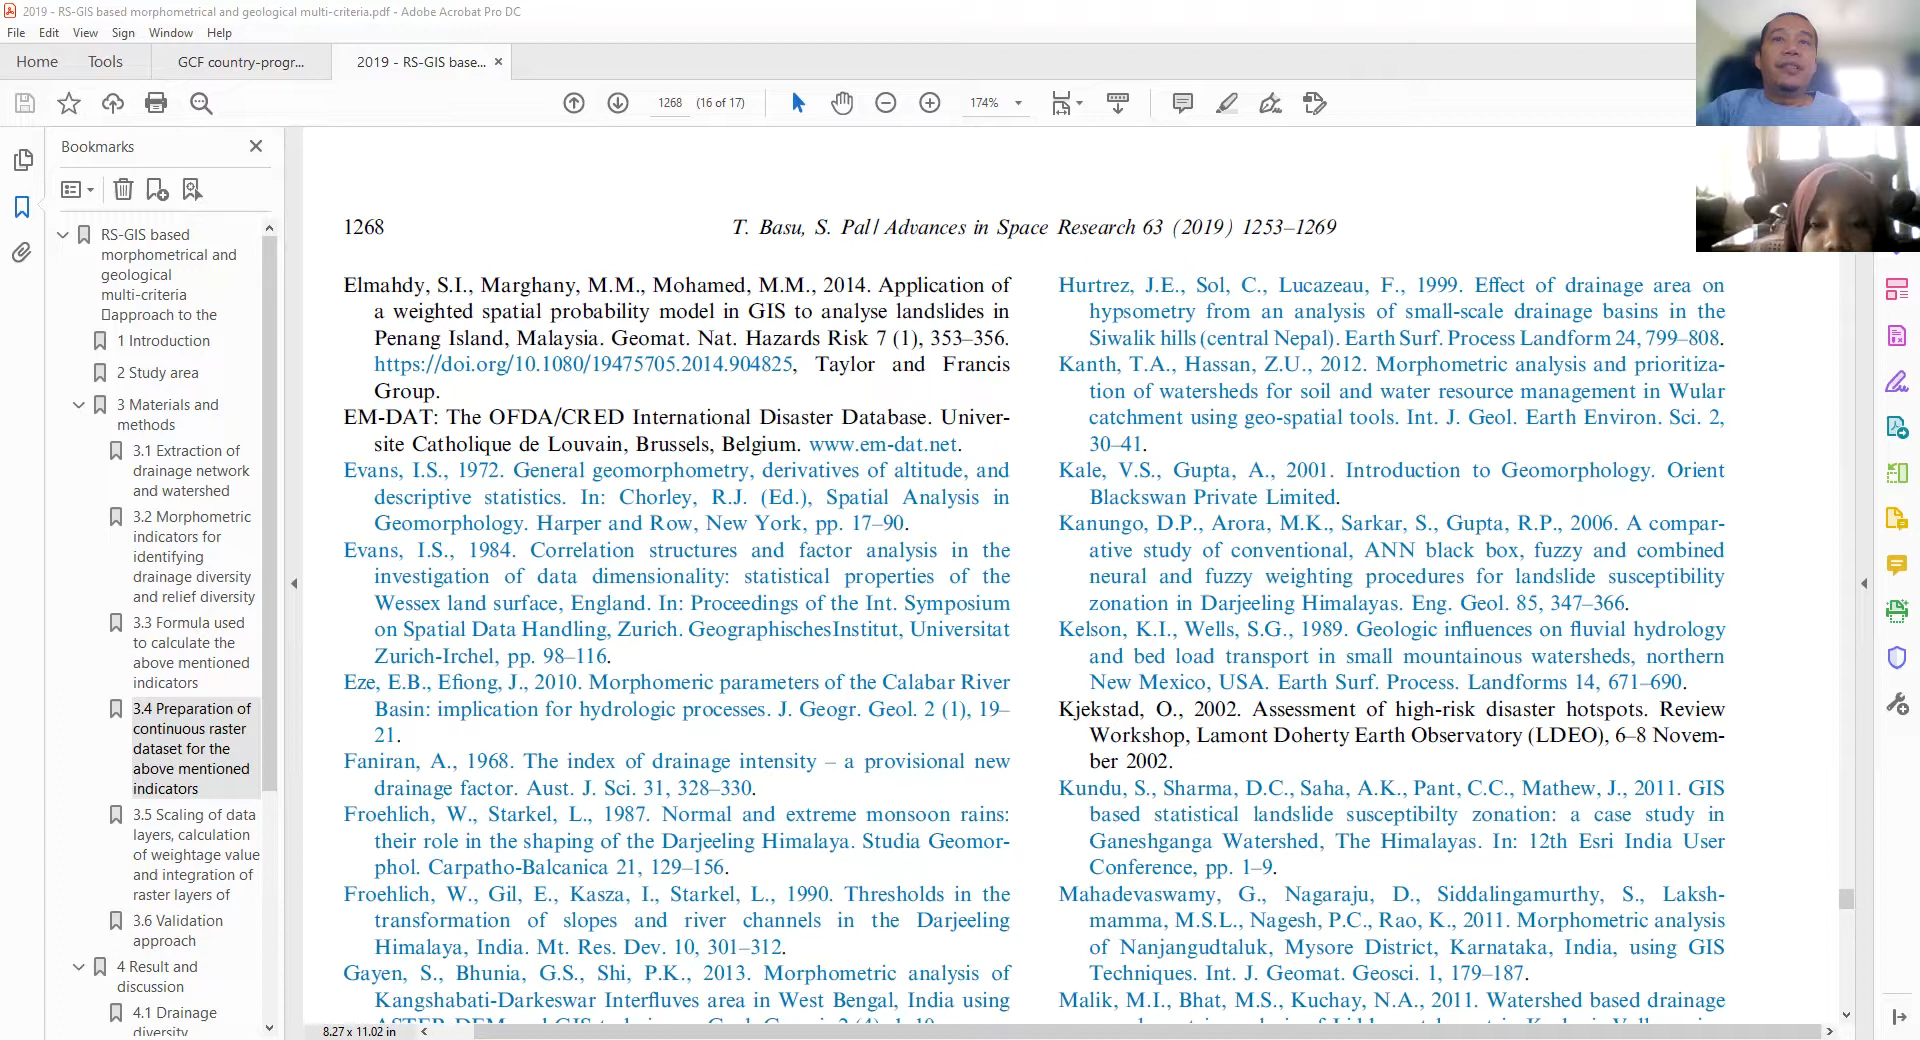 2019 - RS-GIS based morphometrical and geological multi-criteria.pdf - Adobe Acrobat Pro DC
File Edit View Sign Window Help
Home Tools GCF country-progr... 2019 - RS-GIS base... ×
1268 (16 of 17) 174%
Bookmarks
RS-GIS based
morphometrical and
geological
multi-criteria
approach to the
1 Introduction
2 Study area
3 Materials and
methods
3.1 Extraction of
drainage network
and watershed
3.2 Morphometric
indicators for
identifying
drainage diversity
and relief diversity
3.3 Formula used
to calculate the
above mentioned
indicators
3.4 Preparation of
continuous raster
dataset for the
above mentioned
indicators
3.5 Scaling of data
layers, calculation
of weightage value
and integration of
raster layers of
3.6 Validation
approach
4 Result and
discussion
4.1 Drainage
diversity
1268 T. Basu, S. Pal / Advances in Space Research 63 (2019) 1253–1269
Elmahdy, S.I., Marghany, M.M., Mohamed, M.M., 2014. Application of
a weighted spatial probability model in GIS to analyse landslides in
Penang Island, Malaysia. Geomat. Nat. Hazards Risk 7 (1), 353–356.
https://doi.org/10.1080/19475705.2014.904825, Taylor and Francis
Group.
EM-DAT: The OFDA/CRED International Disaster Database. Univer-
site Catholique de Louvain, Brussels, Belgium. www.em-dat.net.
Evans, I.S., 1972. General geomorphometry, derivatives of altitude, and
descriptive statistics. In: Chorley, R.J. (Ed.), Spatial Analysis in
Geomorphology. Harper and Row, New York, pp. 17–90.
Evans, I.S., 1984. Correlation structures and factor analysis in the
investigation of data dimensionality: statistical properties of the
Wessex land surface, England. In: Proceedings of the Int. Symposium
on Spatial Data Handling, Zurich. GeographischesInstitut, Universitat
Zurich-Irchel, pp. 98–116.
Eze, E.B., Efiong, J., 2010. Morphomeric parameters of the Calabar River
Basin: implication for hydrologic processes. J. Geogr. Geol. 2 (1), 19–
21.
Faniran, A., 1968. The index of drainage intensity – a provisional new
drainage factor. Aust. J. Sci. 31, 328–330.
Froehlich, W., Starkel, L., 1987. Normal and extreme monsoon rains:
their role in the shaping of the Darjeeling Himalaya. Studia Geomor-
phol. Carpatho-Balcanica 21, 129–156.
Froehlich, W., Gil, E., Kasza, I., Starkel, L., 1990. Thresholds in the
transformation of slopes and river channels in the Darjeeling
Himalaya, India. Mt. Res. Dev. 10, 301–312.
Gayen, S., Bhunia, G.S., Shi, P.K., 2013. Morphometric analysis of
Kangshabati-Darkeswar Interfluves area in West Bengal, India using
Hurtrez, J.E., Sol, C., Lucazeau, F., 1999. Effect of drainage area on
hypsometry from an analysis of small-scale drainage basins in the
Siwalik hills (central Nepal). Earth Surf. Process Landform 24, 799–808.
Kanth, T.A., Hassan, Z.U., 2012. Morphometric analysis and prioritiza-
tion of watersheds for soil and water resource management in Wular
catchment using geo-spatial tools. Int. J. Geol. Earth Environ. Sci. 2,
30–41.
Kale, V.S., Gupta, A., 2001. Introduction to Geomorphology. Orient
Blackswan Private Limited.
Kanungo, D.P., Arora, M.K., Sarkar, S., Gupta, R.P., 2006. A compar-
ative study of conventional, ANN black box, fuzzy and combined
neural and fuzzy weighting procedures for landslide susceptibility
zonation in Darjeeling Himalayas. Eng. Geol. 85, 347–366.
Kelson, K.I., Wells, S.G., 1989. Geologic influences on fluvial hydrology
and bed load transport in small mountainous watersheds, northern
New Mexico, USA. Earth Surf. Process. Landforms 14, 671–690.
Kjekstad, O., 2002. Assessment of high-risk disaster hotspots. Review
Workshop, Lamont Doherty Earth Observatory (LDEO), 6–8 Novem-
ber 2002.
Kundu, S., Sharma, D.C., Saha, A.K., Pant, C.C., Mathew, J., 2011. GIS
based statistical landslide susceptibilty zonation: a case study in
Ganeshganga Watershed, The Himalayas. In: 12th Esri India User
Conference, pp. 1–9.
Mahadevaswamy, G., Nagaraju, D., Siddalingamurthy, S., Laksh-
mamma, M.S.L., Nagesh, P.C., Rao, K., 2011. Morphometric analysis
of Nanjangudtaluk, Mysore District, Karnataka, India, using GIS
Techniques. Int. J. Geomat. Geosci. 1, 179–187.
Malik, M.I., Bhat, M.S., Kuchay, N.A., 2011. Watershed based drainage
8.27 x 11.02 in